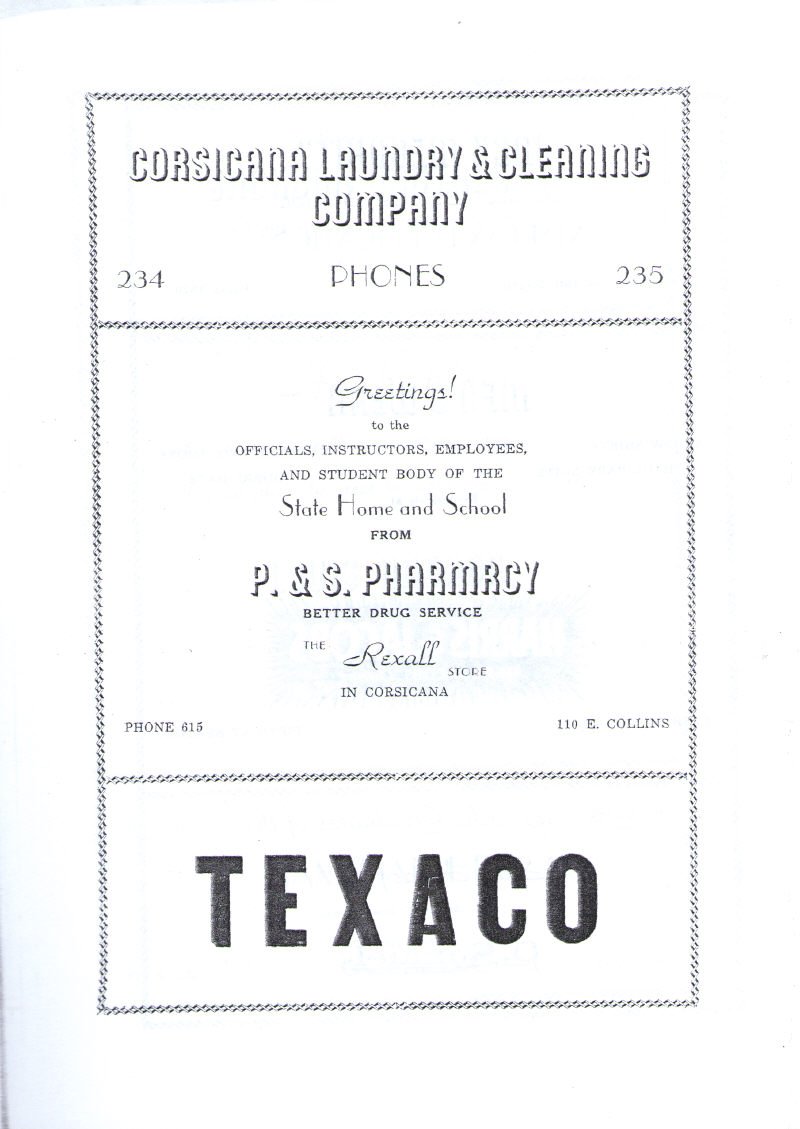 CORSICANA LAUNDRY & CLEANING
COMPANY
234 PHONES 235
Greetings!
to the
OFFICIALS, INSTRUCTORS, EMPLOYEES,
AND STUDENT BODY OF THE
State Home and School
FROM
P. & S. PHARMACY
BETTER DRUG SERVICE
THE Rexall STORE
IN CORSICANA
PHONE 615 110 E. COLLINS
TEXACO